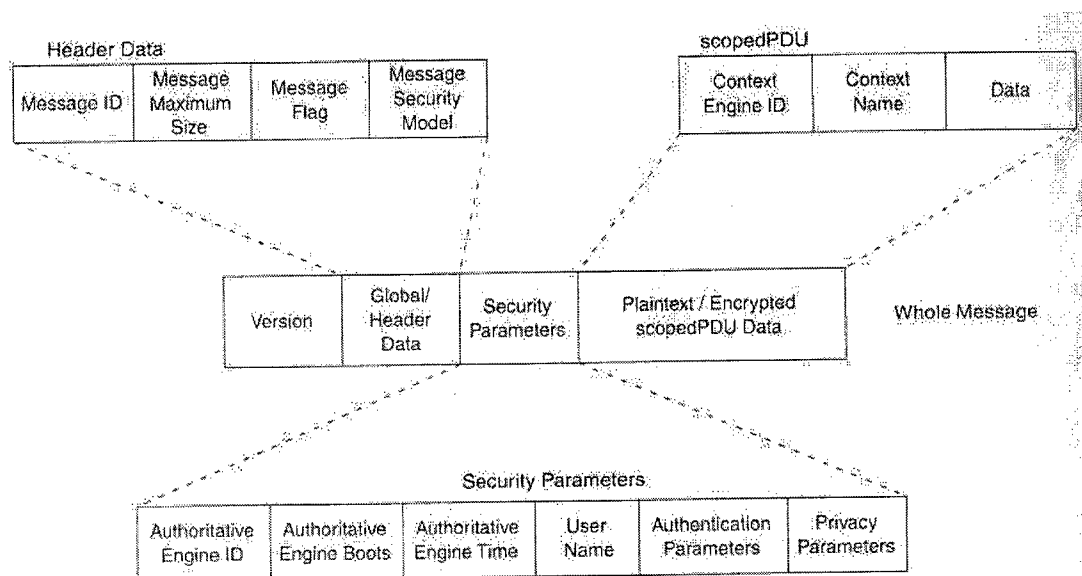 Header Data
Message ID
Message
Maximum
Size
Message
Flag
Message
Security
Model
scopedPDU
Context
Engine ID
Context
Name
Data
Version
Global/
Header
Data
Security
Parameters
Plaintext / Encrypted
scopedPDU Data
Whole Message
Security Parameters
Authoritative
Engine ID
Authoritative
Engine Boots
Authoritative
Engine Time
User
Name
Authentication
Parameters
Privacy
Parameters